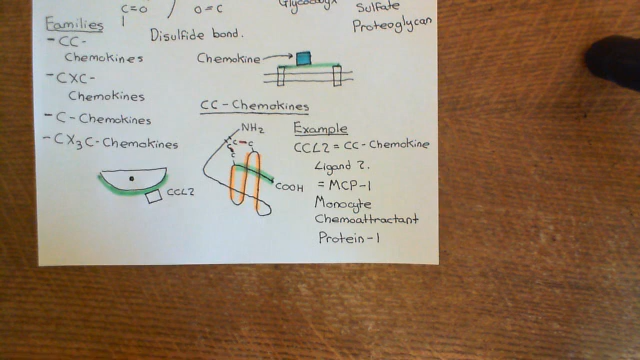 C=O
O=C
Glycocalyx
Sulfate
Proteoglycan
Families
Disulfide bond.
- CC-
Chemokines
- CXC-
Chemokines
- C-Chemokines
- CX₃C-Chemokines
Chemokine
CC-Chemokines
NH₂
C
C
C
C
COOH
CCL2
Example
CCL2 = CC-Chemokine
Ligand 2.
= MCP-1
Monocyte
Chemoattractant
Protein-1